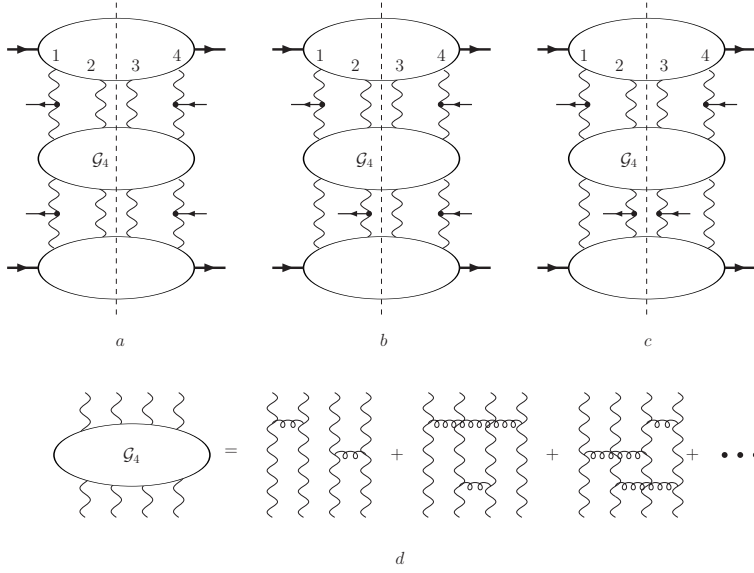 1 2 3 4 1 2 3 4 1 2 3 4
𝒢₄ 𝒢₄ 𝒢₄
a b c
𝒢₄ = + + + •••
d